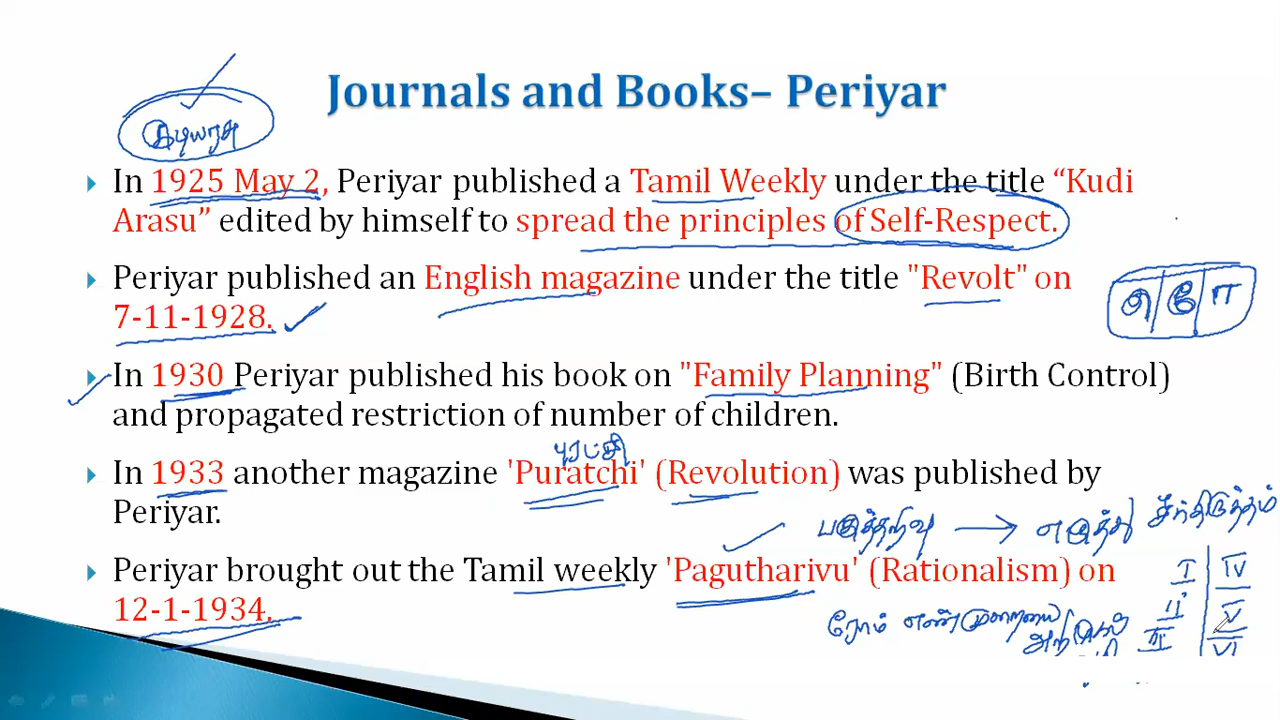 Journals and Books– Periyar
குடியரசு
In 1925 May 2, Periyar published a Tamil Weekly under the title “Kudi
Arasu” edited by himself to spread the principles of Self-Respect.
Periyar published an English magazine under the title "Revolt" on
7-11-1928.
In 1930 Periyar published his book on "Family Planning" (Birth Control)
and propagated restriction of number of children.
புரட்சி
In 1933 another magazine 'Puratchi' (Revolution) was published by
Periyar.
பகுத்தறிவு → எழுத்து சீர்திருத்தம்
Periyar brought out the Tamil weekly 'Pagutharivu' (Rationalism) on
12-1-1934.
I IV
II V
III VI
ரோம் எண் முறையை